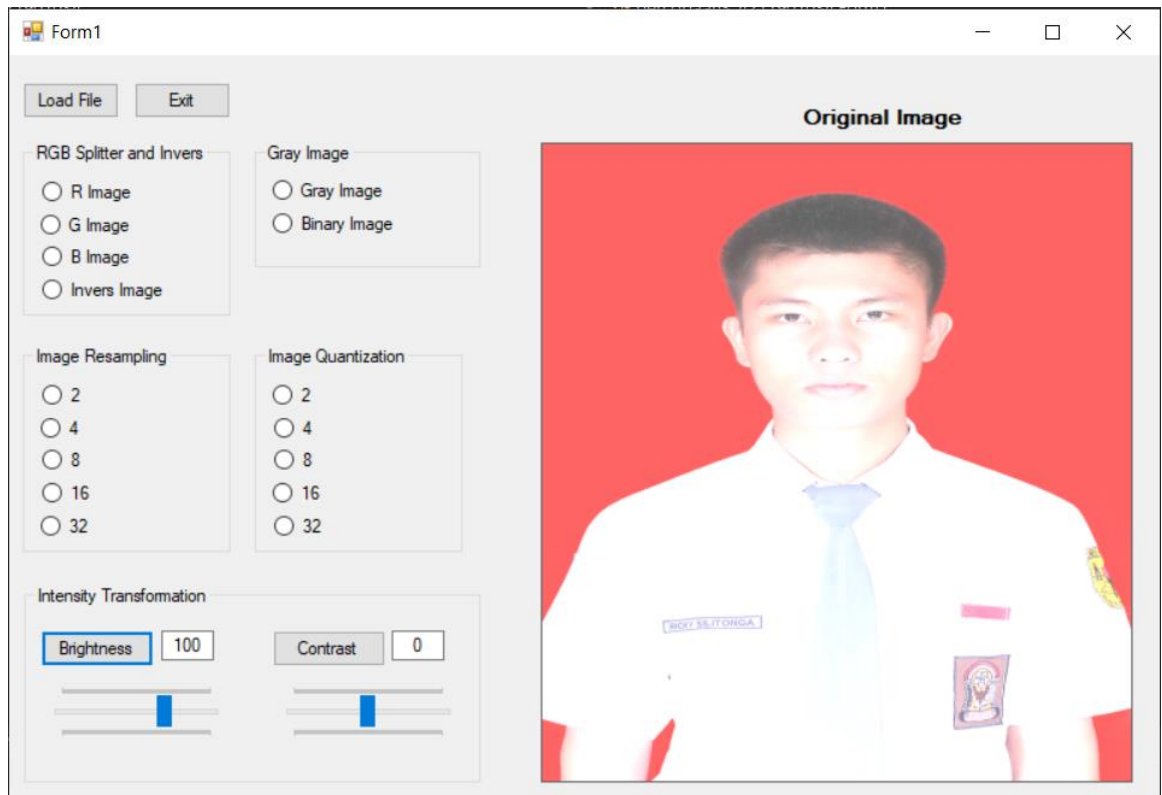 Form1
Load File Exit
Original Image
RGB Splitter and Invers
R Image
G Image
B Image
Invers Image
Gray Image
Gray Image
Binary Image
Image Resampling
2
4
8
16
32
Image Quantization
2
4
8
16
32
Intensity Transformation
Brightness 100
Contrast 0
SILITONGA